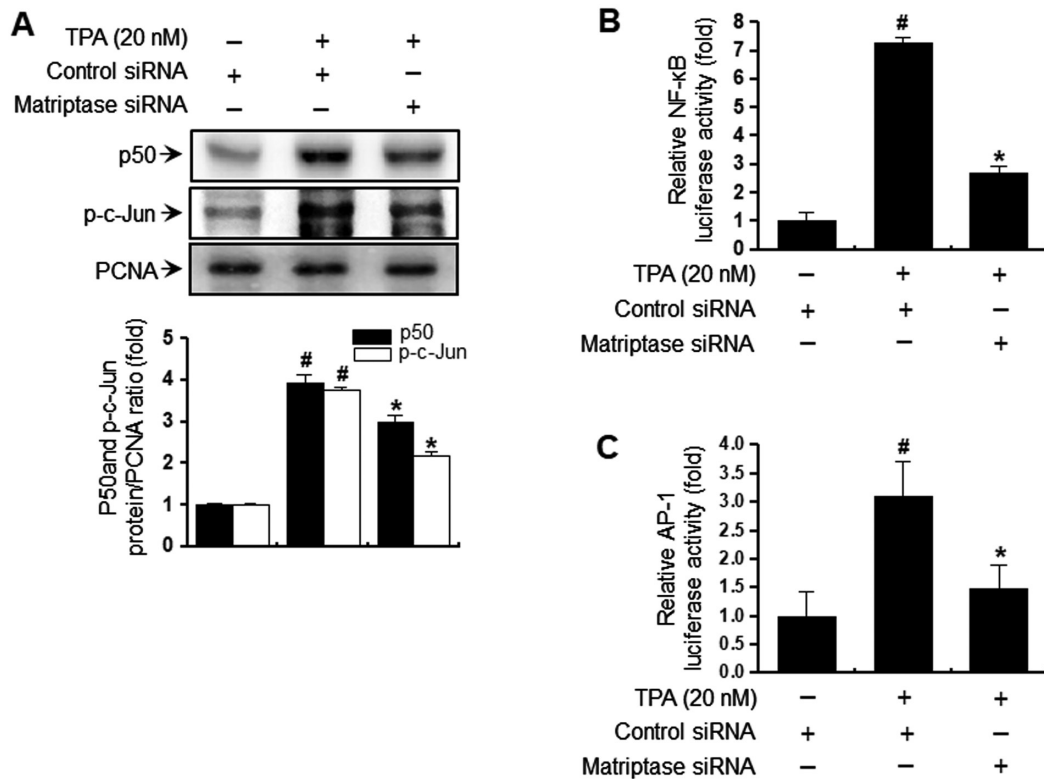 A
TPA (20 nM) – + +
Control siRNA + + –
Matriptase siRNA – – +
p50
p-c-Jun
PCNA
P50and p-c-Jun
protein/PCNA ratio (fold)
5
4
3
2
1
0
p50
p-c-Jun
# # * *
B
Relative NF-κB
luciferase activity (fold)
8
7
6
5
4
3
2
1
0
# *
TPA (20 nM) – + +
Control siRNA + + –
Matriptase siRNA – – +
C
Relative AP-1
luciferase activity (fold)
4.0
3.5
3.0
2.5
2.0
1.5
1.0
0.5
0.0
# *
TPA (20 nM) – + +
Control siRNA + + –
Matriptase siRNA – – +